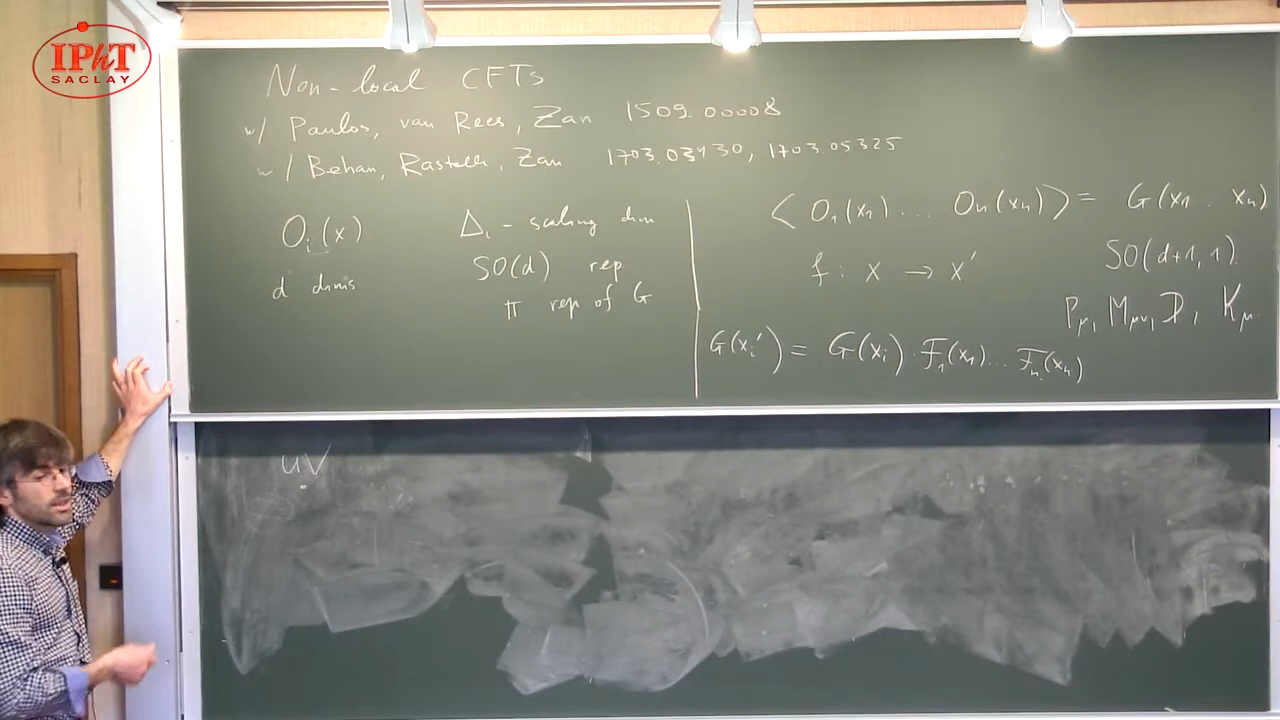 IPhT
SACLAY
Non-local CFTs
w/ Paulos, van Rees, Zan 1509.00008
w/ Behan, Rastelli, Zan 1703.03430, 1703.05325
O_i(x)
d dims
Δ_i - scaling dim
SO(d) rep
π rep of G
< O_1(x_1) .... O_n(x_n) > = G(x_1 . x_n)
f : x → x'
SO(d+1,1).
P_μ, M_μν, D, K_μ.
G(x_i') = G(x_i) · F_1(x_1)... F_n(x_n)
UV